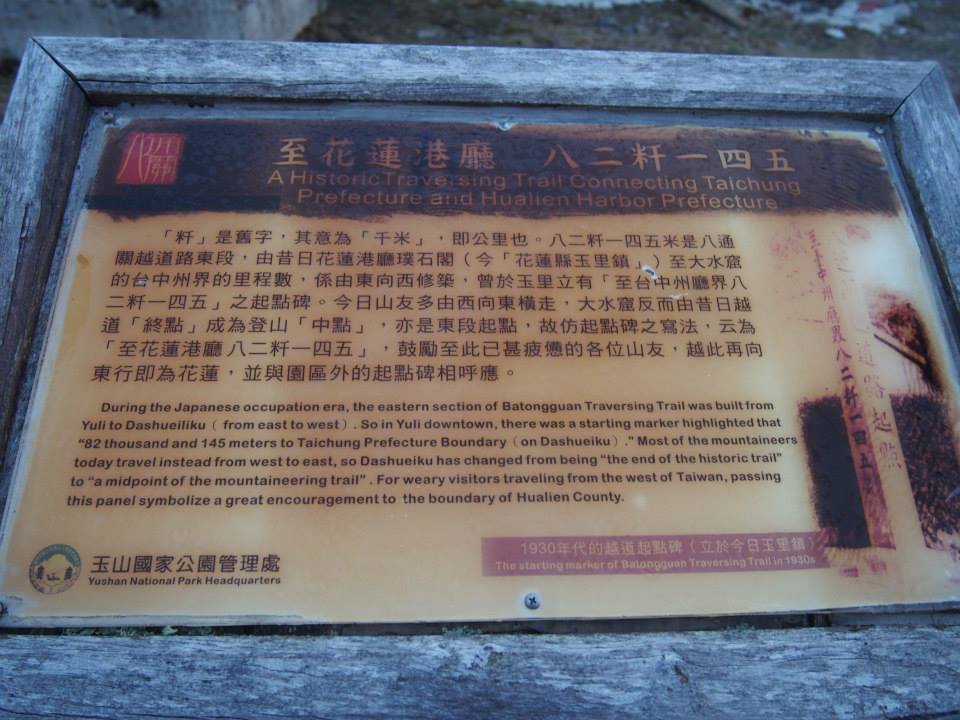 至花蓮港廳 八二粁一四五
A Historic Traversing Trail Connecting Taichung
Prefecture and Hualien Harbor Prefecture
「粁」是舊字，其意為「千米」，即公里也。八二粁一四五米是八通
關越道路東段，由昔日花蓮港廳璞石閣（今「花蓮縣玉里鎮」）至大水窟
的台中州界的里程數，係由東向西修築，曾於玉里立有「至台中州廳界八
二粁一四五」之起點碑。今日山友多由西向東橫走，大水窟反而由昔日越
道「終點」成為登山「中點」，亦是東段起點，故仿起點碑之寫法，云為
「至花蓮港廳八二粁一四五」，鼓勵至此已甚疲憊的各位山友，越此再向
東行即為花蓮，並與園區外的起點碑相呼應。
During the Japanese occupation era, the eastern section of Batongguan Traversing Trail was built from
Yuli to Dashueiliku（from east to west）. So in Yuli downtown, there was a starting marker highlighted that
“82 thousand and 145 meters to Taichung Prefecture Boundary（on Dashueiku）.” Most of the mountaineers
today travel instead from west to east, so Dashueiku has changed from being “the end of the historic trail”
to “a midpoint of the mountaineering trail” . For weary visitors traveling from the west of Taiwan, passing
this panel symbolize a great encouragement to the boundary of Hualien County.
道路起點
玉山國家公園管理處
Yushan National Park Headquarters
1930年代的越道起點碑（立於今日玉里鎮）
The starting marker of Batongguan Traversing Trail in 1930s